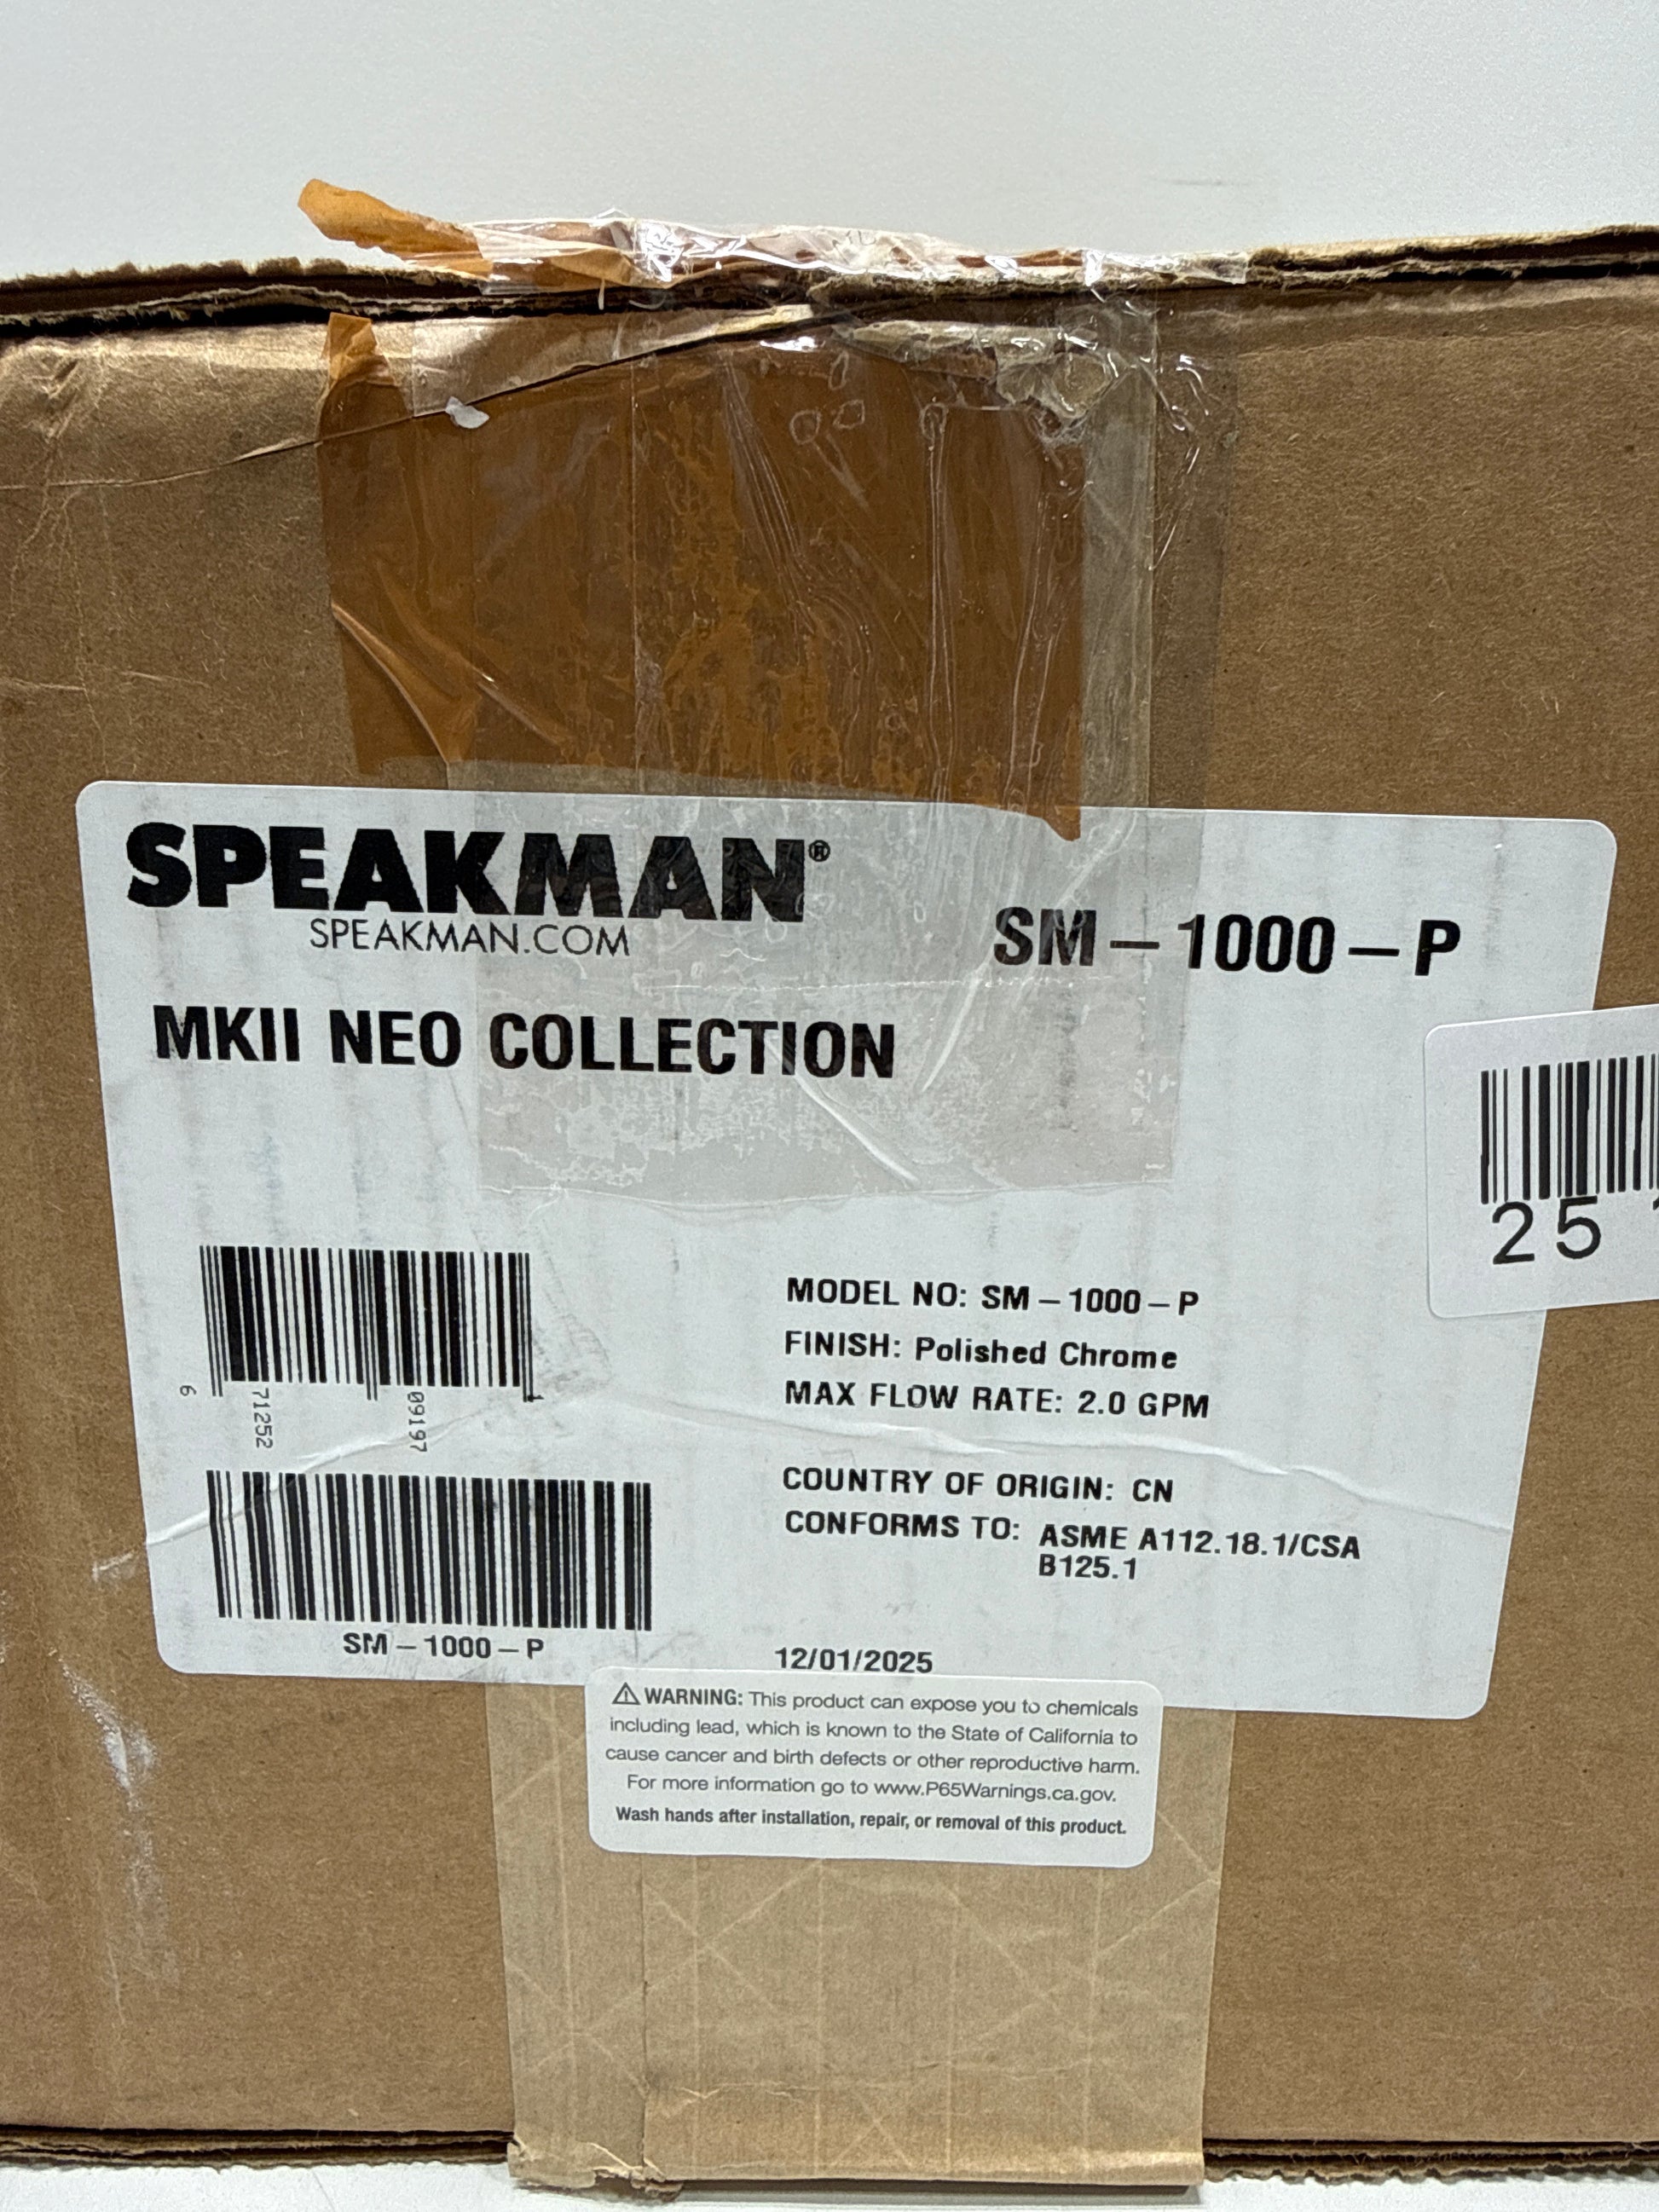 SPEAKMAN®
SPEAKMAN.COM
SM-1000-P
MKII NEO COLLECTION
25
6 71252 09197 1
MODEL NO: SM-1000-P
FINISH: Polished Chrome
MAX FLOW RATE: 2.0 GPM
COUNTRY OF ORIGIN: CN
CONFORMS TO: ASME A112.18.1/CSA
B125.1
SM-1000-P
12/01/2025
⚠ WARNING: This product can expose you to chemicals
including lead, which is known to the State of California to
cause cancer and birth defects or other reproductive harm.
For more information go to www.P65Warnings.ca.gov.
Wash hands after installation, repair, or removal of this product.